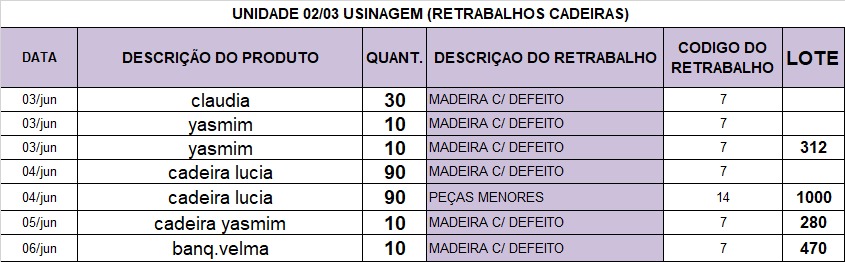 UNIDADE 02/03 USINAGEM (RETRABALHOS CADEIRAS)
DATA DESCRIÇÃO DO PRODUTO QUANT. DESCRIÇAO DO RETRABALHO CODIGO DO RETRABALHO LOTE
03/jun claudia 30 MADEIRA C/ DEFEITO 7
03/jun yasmim 10 MADEIRA C/ DEFEITO 7
03/jun yasmim 10 MADEIRA C/ DEFEITO 7 312
04/jun cadeira lucia 90 MADEIRA C/ DEFEITO 7
04/jun cadeira lucia 90 PEÇAS MENORES 14 1000
05/jun cadeira yasmim 10 MADEIRA C/ DEFEITO 7 280
06/jun banq.velma 10 MADEIRA C/ DEFEITO 7 470